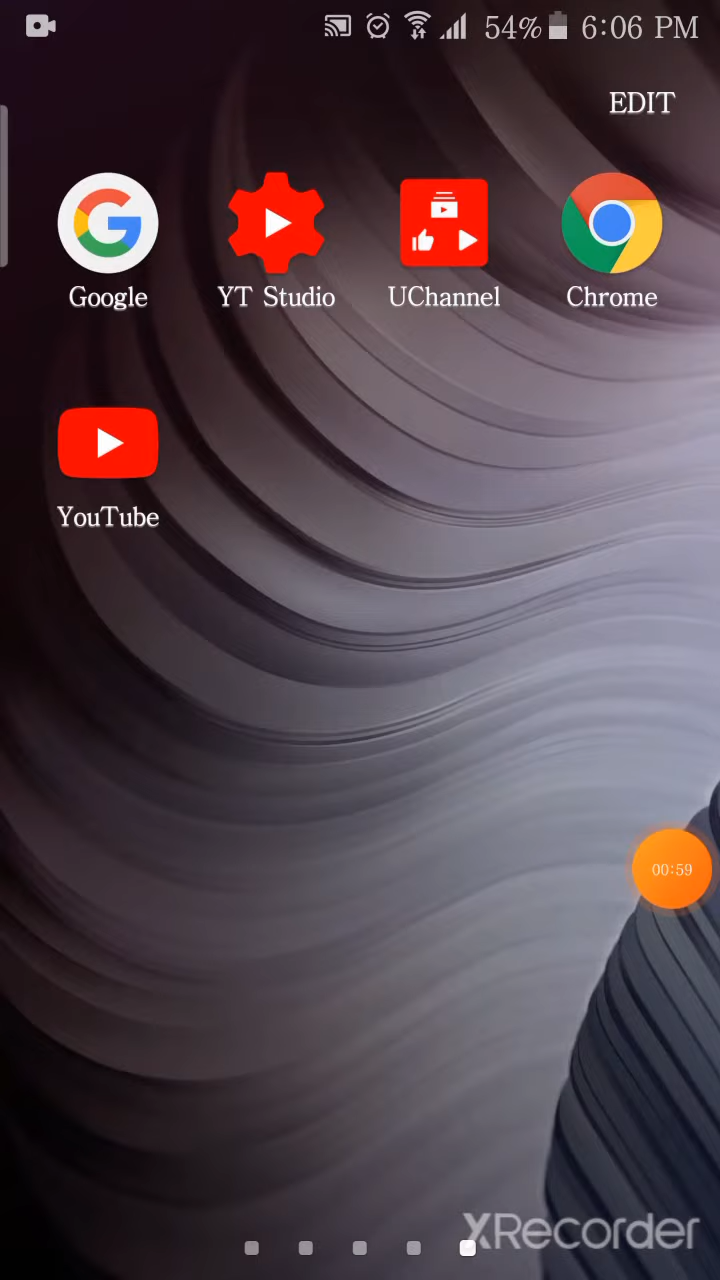 54% 6:06 PM
EDIT
Google YT Studio UChannel Chrome
YouTube
00:59
XRecorder